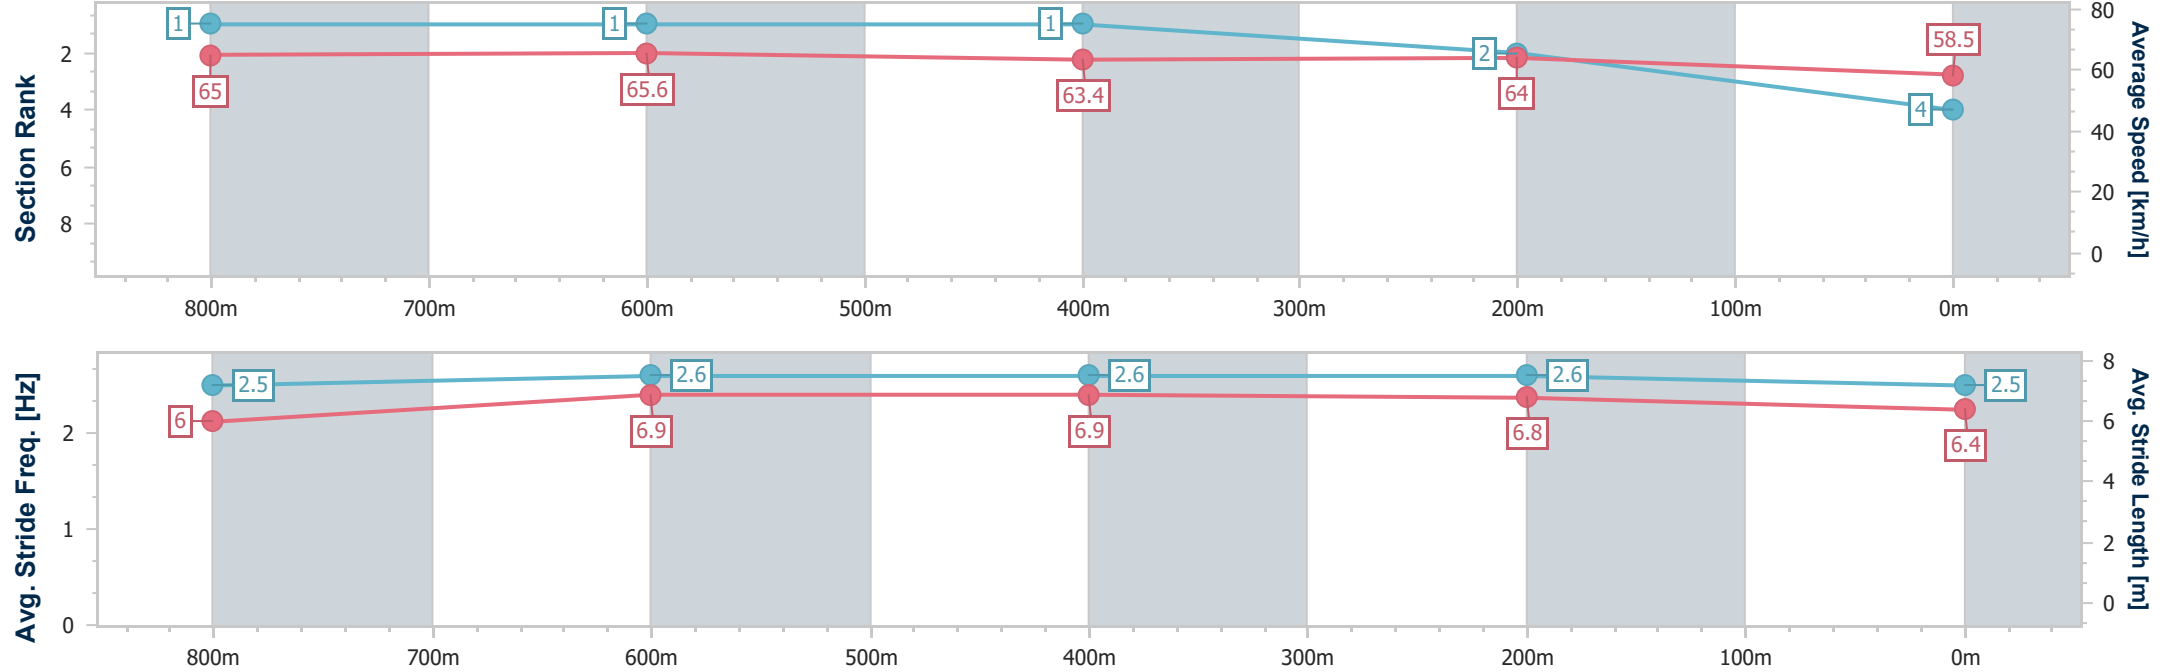 Section Rank
2
4
6
8
1
1
1
2
4
65
65.6
63.4
64
58.5
80
60
40
20
0
Average Speed [km/h]
800m
700m
600m
500m
400m
300m
200m
100m
0m
Avg. Stride Freq. [Hz]
2
1
0
2.5
2.6
2.6
2.6
2.5
6
6.9
6.9
6.8
6.4
8
6
4
2
0
Avg. Stride Length [m]
800m
700m
600m
500m
400m
300m
200m
100m
0m